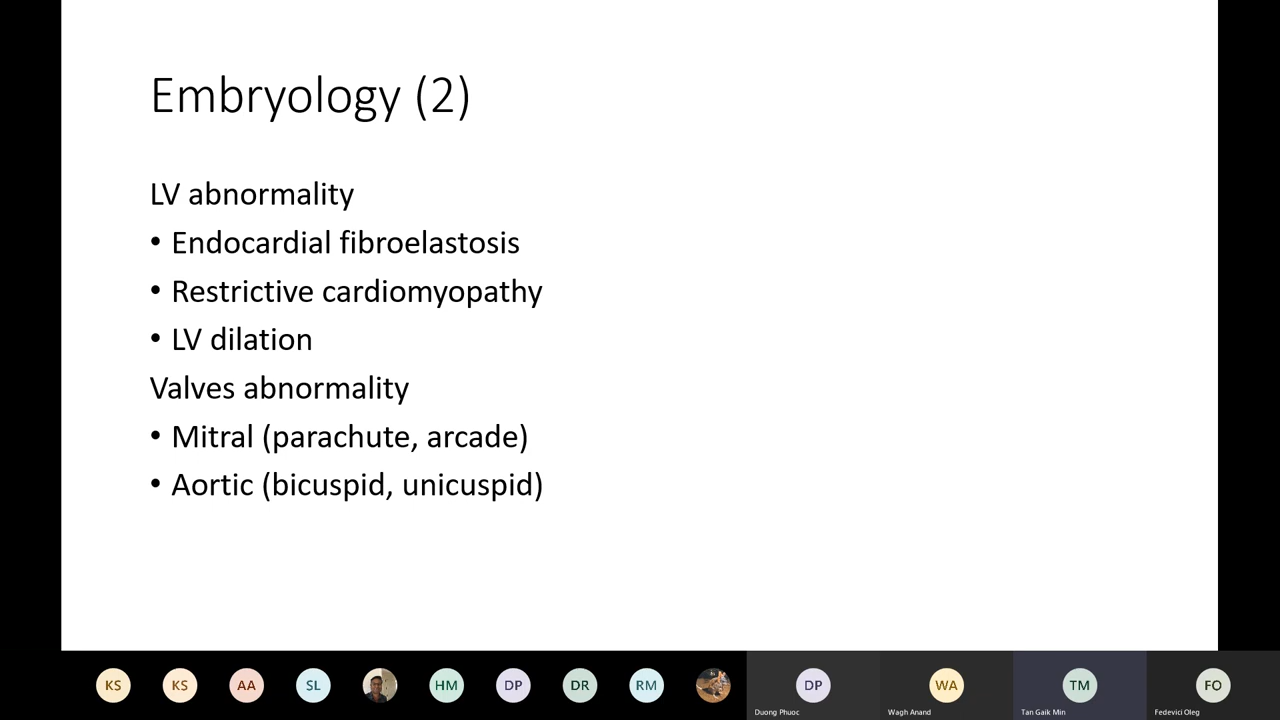 Embryology (2)
LV abnormality
• Endocardial fibroelastosis
• Restrictive cardiomyopathy
• LV dilation
Valves abnormality
• Mitral (parachute, arcade)
• Aortic (bicuspid, unicuspid)
KS KS AA SL HM DP DR RM DP WA TM FO
Duong Phuoc Wagh Anand Tan Gaik Min Fedevici Oleg